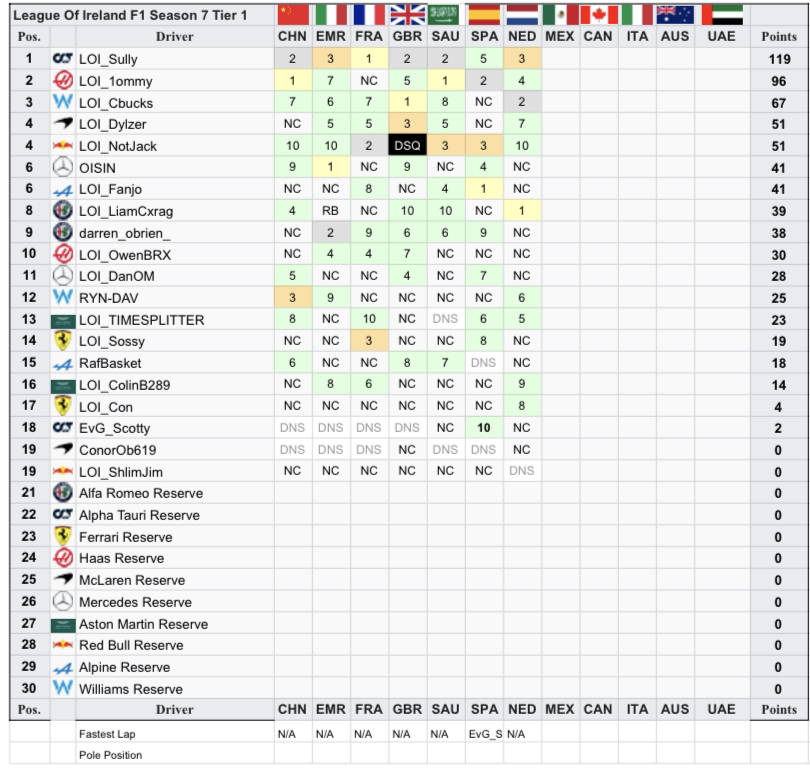 League Of Ireland F1 Season 7 Tier 1
Pos. Driver CHN EMR FRA GBR SAU SPA NED MEX CAN ITA AUS UAE Points
1 LOI_Sully 2 3 1 2 2 5 3 119
2 LOI_1ommy 1 7 NC 5 1 2 4 96
3 LOI_Cbucks 7 6 7 1 8 NC 2 67
4 LOI_Dylzer NC 5 5 3 5 NC 7 51
4 LOI_NotJack 10 10 2 DSQ 3 3 10 51
6 OISIN 9 1 NC 9 NC 4 NC 41
6 LOI_Fanjo NC NC 8 NC 4 1 NC 41
8 LOI_LiamCxrag 4 RB NC 10 10 NC 1 39
9 darren_obrien_ NC 2 9 6 6 9 NC 38
10 LOI_OwenBRX NC 4 4 7 NC NC NC 30
11 LOI_DanOM 5 NC NC 4 NC 7 NC 28
12 RYN-DAV 3 9 NC NC NC NC 6 25
13 LOI_TIMESPLITTER 8 NC 10 NC DNS 6 5 23
14 LOI_Sossy NC NC 3 NC NC 8 NC 19
15 RafBasket 6 NC NC 8 7 DNS NC 18
16 LOI_ColinB289 NC 8 6 NC NC NC 9 14
17 LOI_Con NC NC NC NC NC NC 8 4
18 EvG_Scotty DNS DNS DNS DNS NC 10 NC 2
19 ConorOb619 DNS DNS DNS NC DNS DNS NC 0
19 LOI_ShlimJim NC NC NC NC NC NC DNS 0
21 Alfa Romeo Reserve 0
22 Alpha Tauri Reserve 0
23 Ferrari Reserve 0
24 Haas Reserve 0
25 McLaren Reserve 0
26 Mercedes Reserve 0
27 Aston Martin Reserve 0
28 Red Bull Reserve 0
29 Alpine Reserve 0
30 Williams Reserve 0
Pos. Driver CHN EMR FRA GBR SAU SPA NED MEX CAN ITA AUS UAE Points
Fastest Lap N/A N/A N/A N/A N/A EvG_S N/A
Pole Position